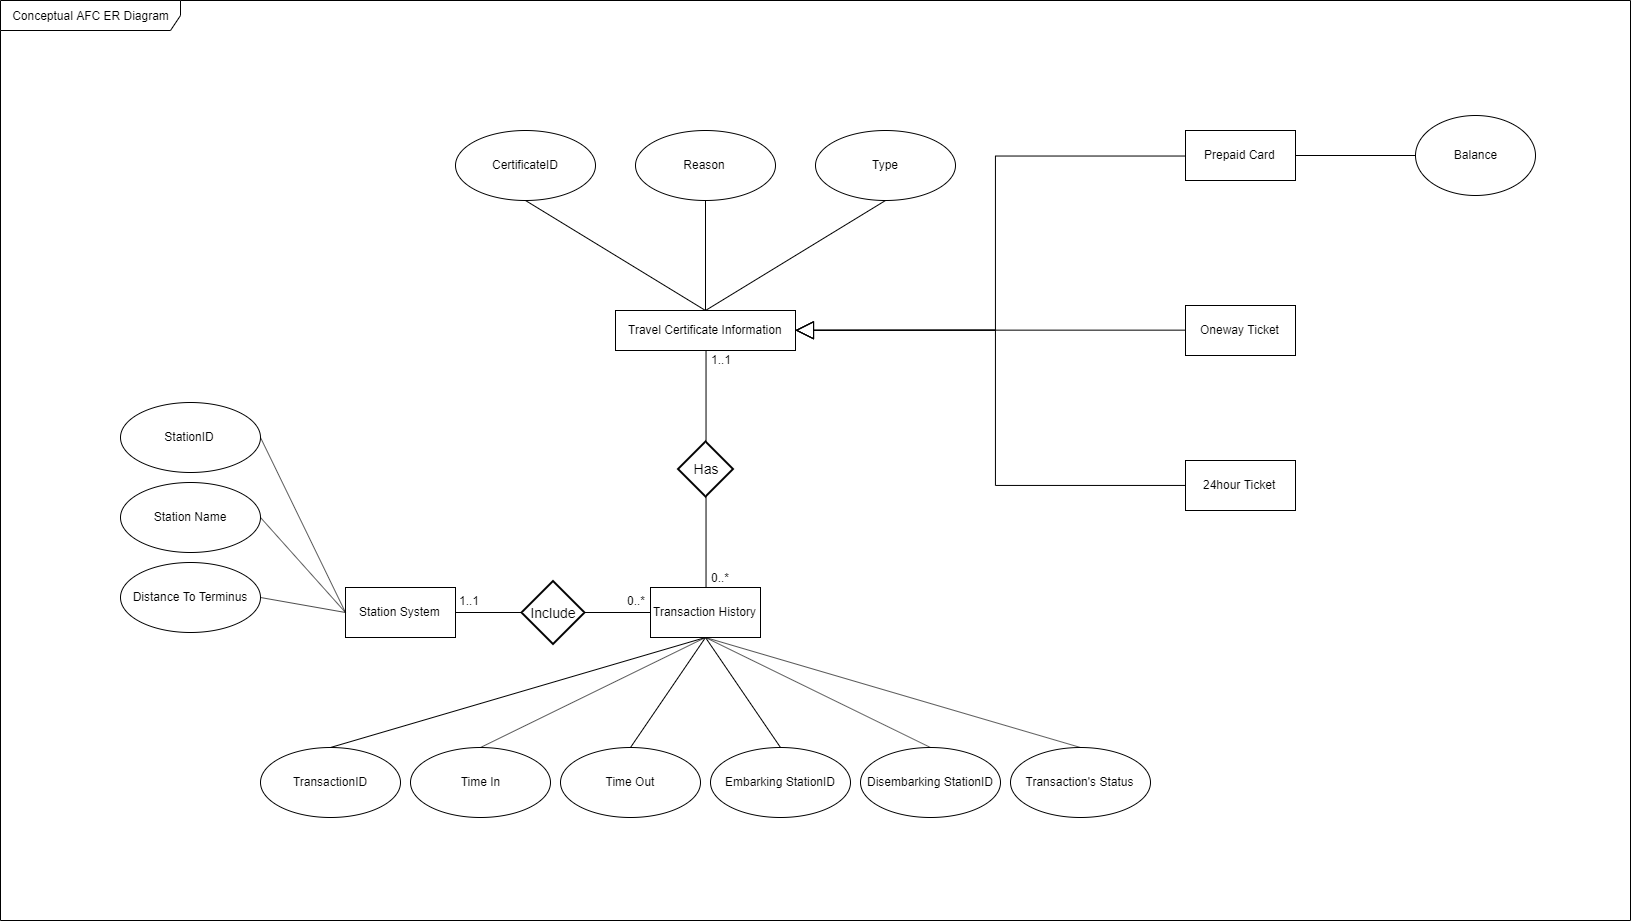 Conceptual AFC ER Diagram
CertificateID
Reason
Type
Prepaid Card
Balance
Travel Certificate Information
Oneway Ticket
1..1
StationID
Has
24hour Ticket
Station Name
Distance To Terminus
0..*
Station System
1..1
Include
0..*
Transaction History
TransactionID
Time In
Time Out
Embarking StationID
Disembarking StationID
Transaction's Status